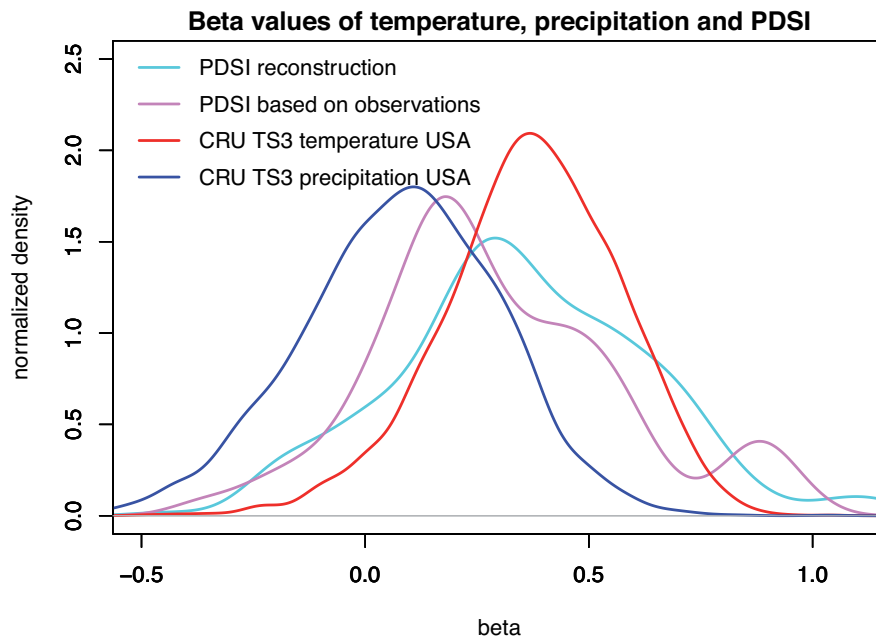 Beta values of temperature, precipitation and PDSI
PDSI reconstruction
PDSI based on observations
CRU TS3 temperature USA
CRU TS3 precipitation USA
normalized density
2.5
2.0
1.5
1.0
0.5
0.0
−0.5 0.0 0.5 1.0
beta